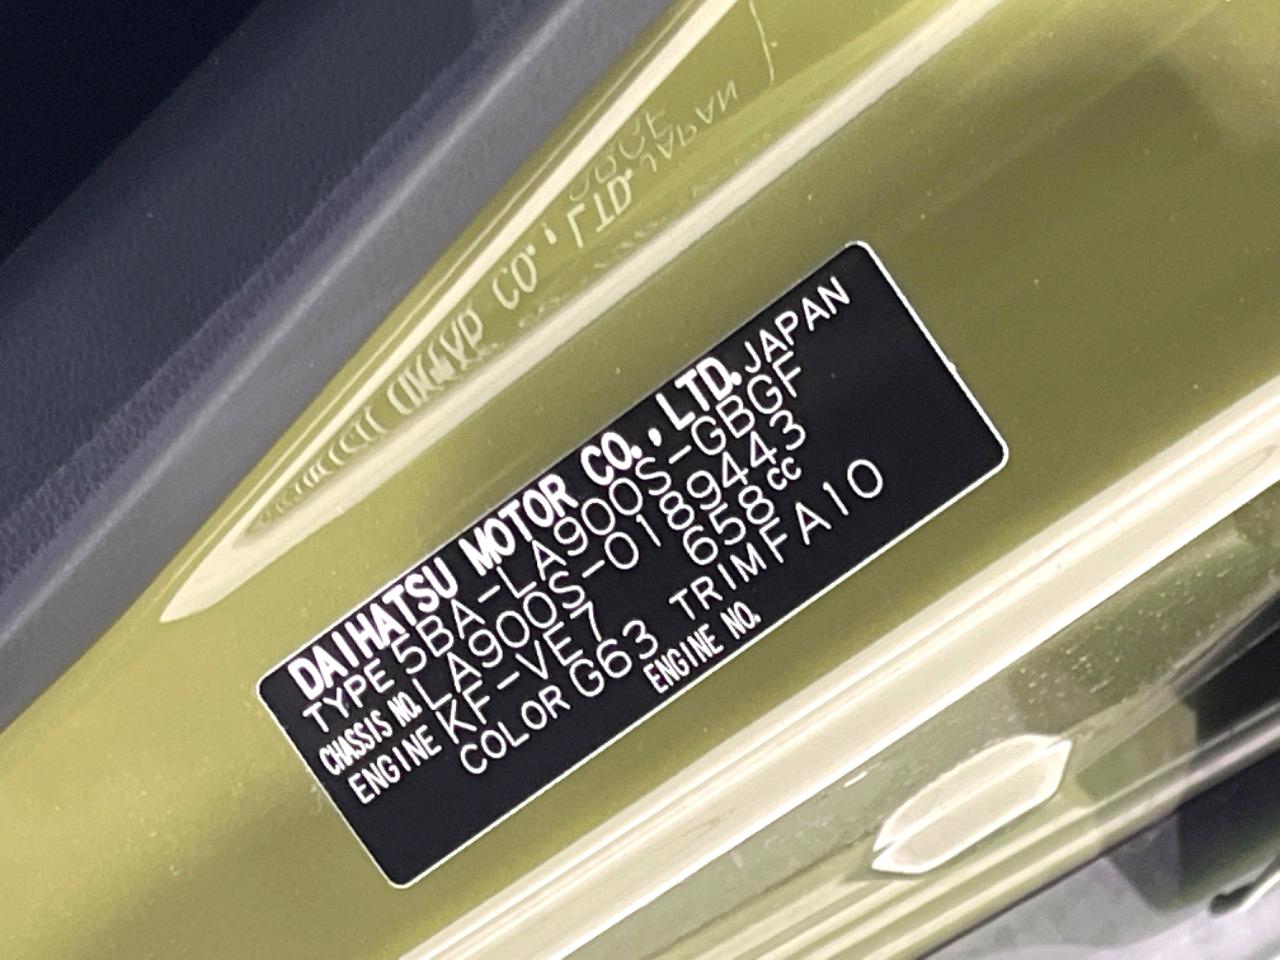 DAIHATSU MOTOR CO., LTD. JAPAN
TYPE 5BA-LA900S-GBGF
CHASSIS NO. LA900S-0189443
ENGINE KF-VE7 658cc
COLOR G63 TRIM FA10
ENGINE NO.